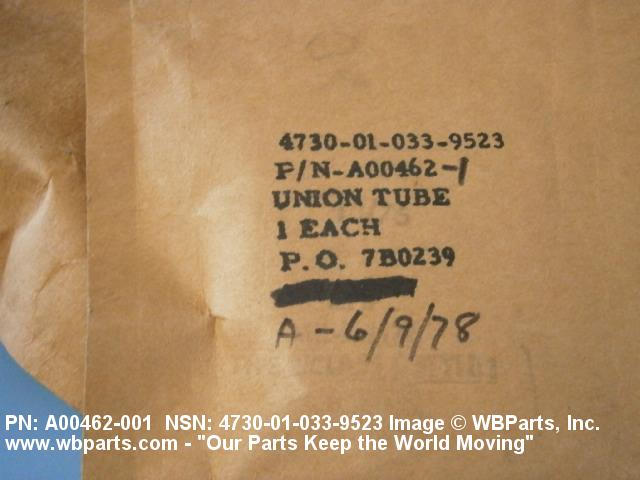 4730-01-033-9523
P/N-A00462-1
UNION TUBE
1 EACH
P.O. 7B0239
A-6/9/78
PN: A00462-001 NSN: 4730-01-033-9523 Image © WBParts, Inc.
www.wbparts.com - "Our Parts Keep the World Moving"